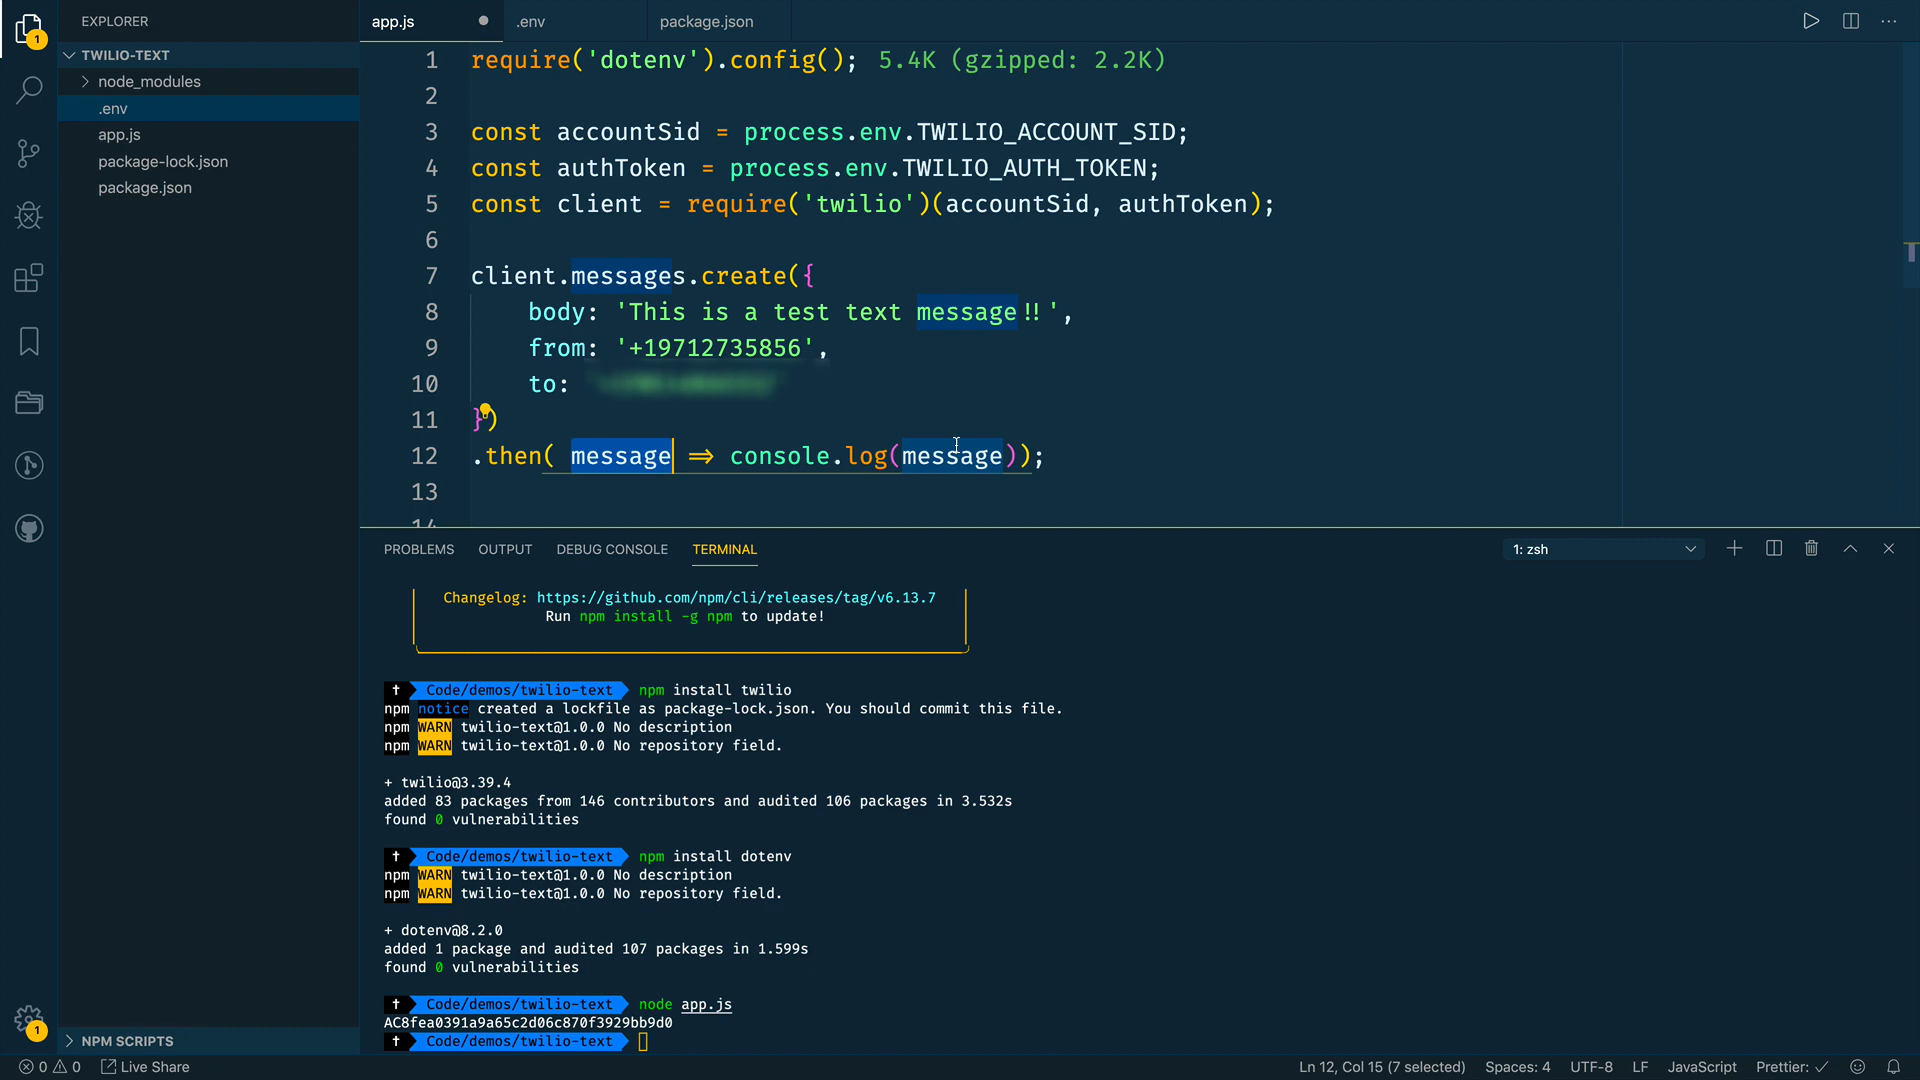 EXPLORER
TWILIO-TEXT
node_modules
.env
app.js
package-lock.json
package.json
NPM SCRIPTS
1
1
app.js
.env
package.json
1 require('dotenv').config(); 5.4K (gzipped: 2.2K)
2
3 const accountSid = process.env.TWILIO_ACCOUNT_SID;
4 const authToken = process.env.TWILIO_AUTH_TOKEN;
5 const client = require('twilio')(accountSid, authToken);
6
7 client.messages.create({
8 body: 'This is a test text message!!',
9 from: '+19712735856',
10 to:
11 })
12 .then( message => console.log(message));
13
14
PROBLEMS
OUTPUT
DEBUG CONSOLE
TERMINAL
1: zsh
Changelog: https://github.com/npm/cli/releases/tag/v6.13.7
Run npm install -g npm to update!
† Code/demos/twilio-text npm install twilio
npm notice created a lockfile as package-lock.json. You should commit this file.
npm WARN twilio-text@1.0.0 No description
npm WARN twilio-text@1.0.0 No repository field.
+ twilio@3.39.4
added 83 packages from 146 contributors and audited 106 packages in 3.532s
found 0 vulnerabilities
† Code/demos/twilio-text npm install dotenv
npm WARN twilio-text@1.0.0 No description
npm WARN twilio-text@1.0.0 No repository field.
+ dotenv@8.2.0
added 1 package and audited 107 packages in 1.599s
found 0 vulnerabilities
† Code/demos/twilio-text node app.js
AC8fea0391a9a65c2d06c870f3929bb9d0
† Code/demos/twilio-text
0 0 Live Share
Ln 12, Col 15 (7 selected) Spaces: 4 UTF-8 LF JavaScript Prettier: ✓